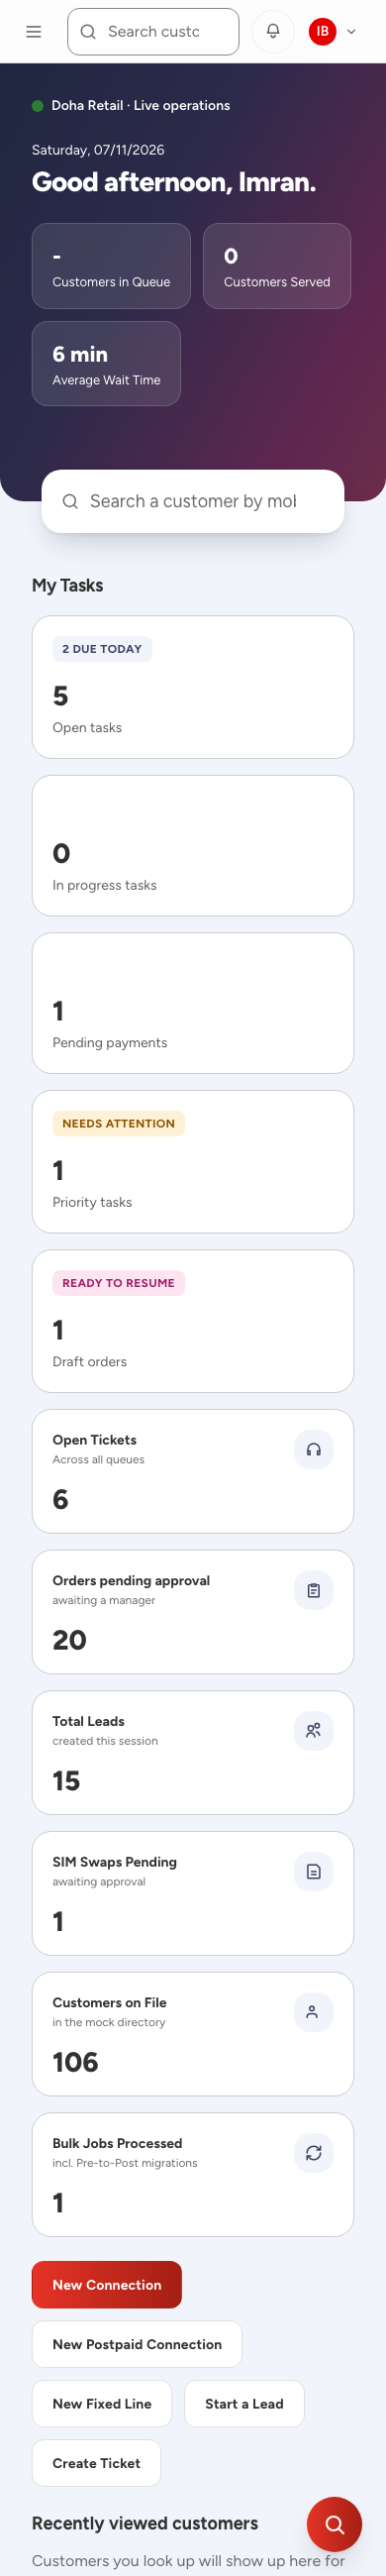 Search custo
IB
Doha Retail · Live operations
Saturday, 07/11/2026
Good afternoon, Imran.
-
Customers in Queue
0
Customers Served
6 min
Average Wait Time
Search a customer by mob
My Tasks
2 DUE TODAY
5
Open tasks
0
In progress tasks
1
Pending payments
NEEDS ATTENTION
1
Priority tasks
READY TO RESUME
1
Draft orders
Open Tickets
Across all queues
6
Orders pending approval
awaiting a manager
20
Total Leads
created this session
15
SIM Swaps Pending
awaiting approval
1
Customers on File
in the mock directory
106
Bulk Jobs Processed
incl. Pre-to-Post migrations
1
New Connection
New Postpaid Connection
New Fixed Line
Start a Lead
Create Ticket
Recently viewed customers
Customers you look up will show up here for